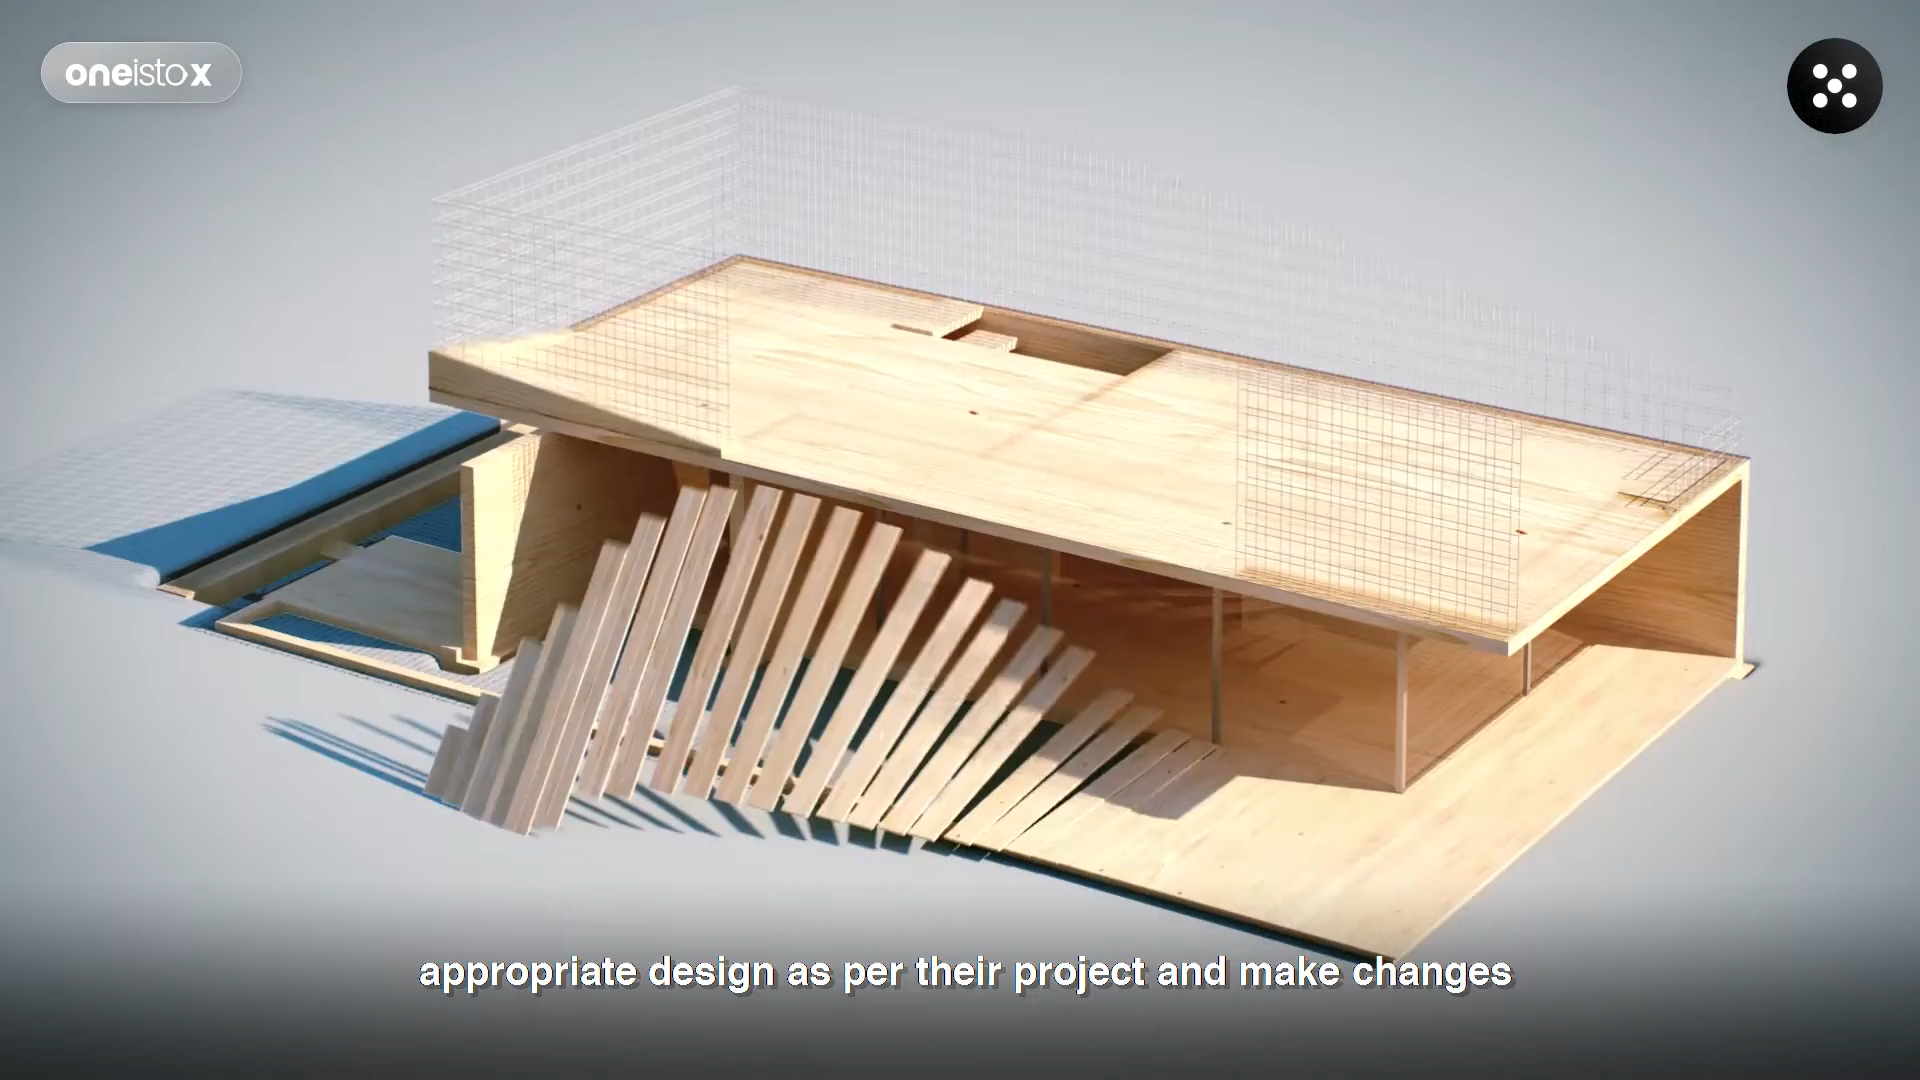 oneistox
appropriate design as per their project and make changes